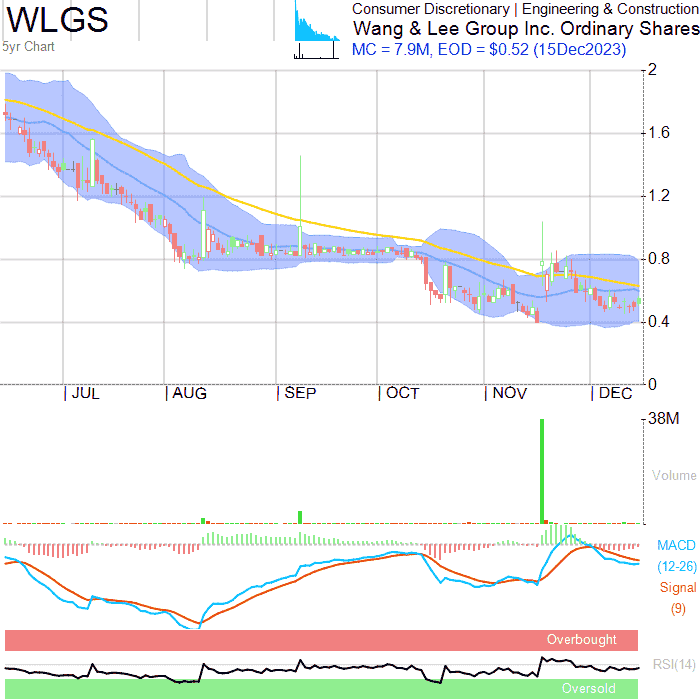 WLGS
5yr Chart
Consumer Discretionary | Engineering & Construction
Wang & Lee Group Inc. Ordinary Shares
MC = 7.9M, EOD = $0.52 (15Dec2023)
2
1.6
1.2
0.8
0.4
0
JUL AUG SEP OCT NOV DEC
38M
Volume
MACD
(12-26)
Signal
(9)
Overbought
RSI(14)
Oversold